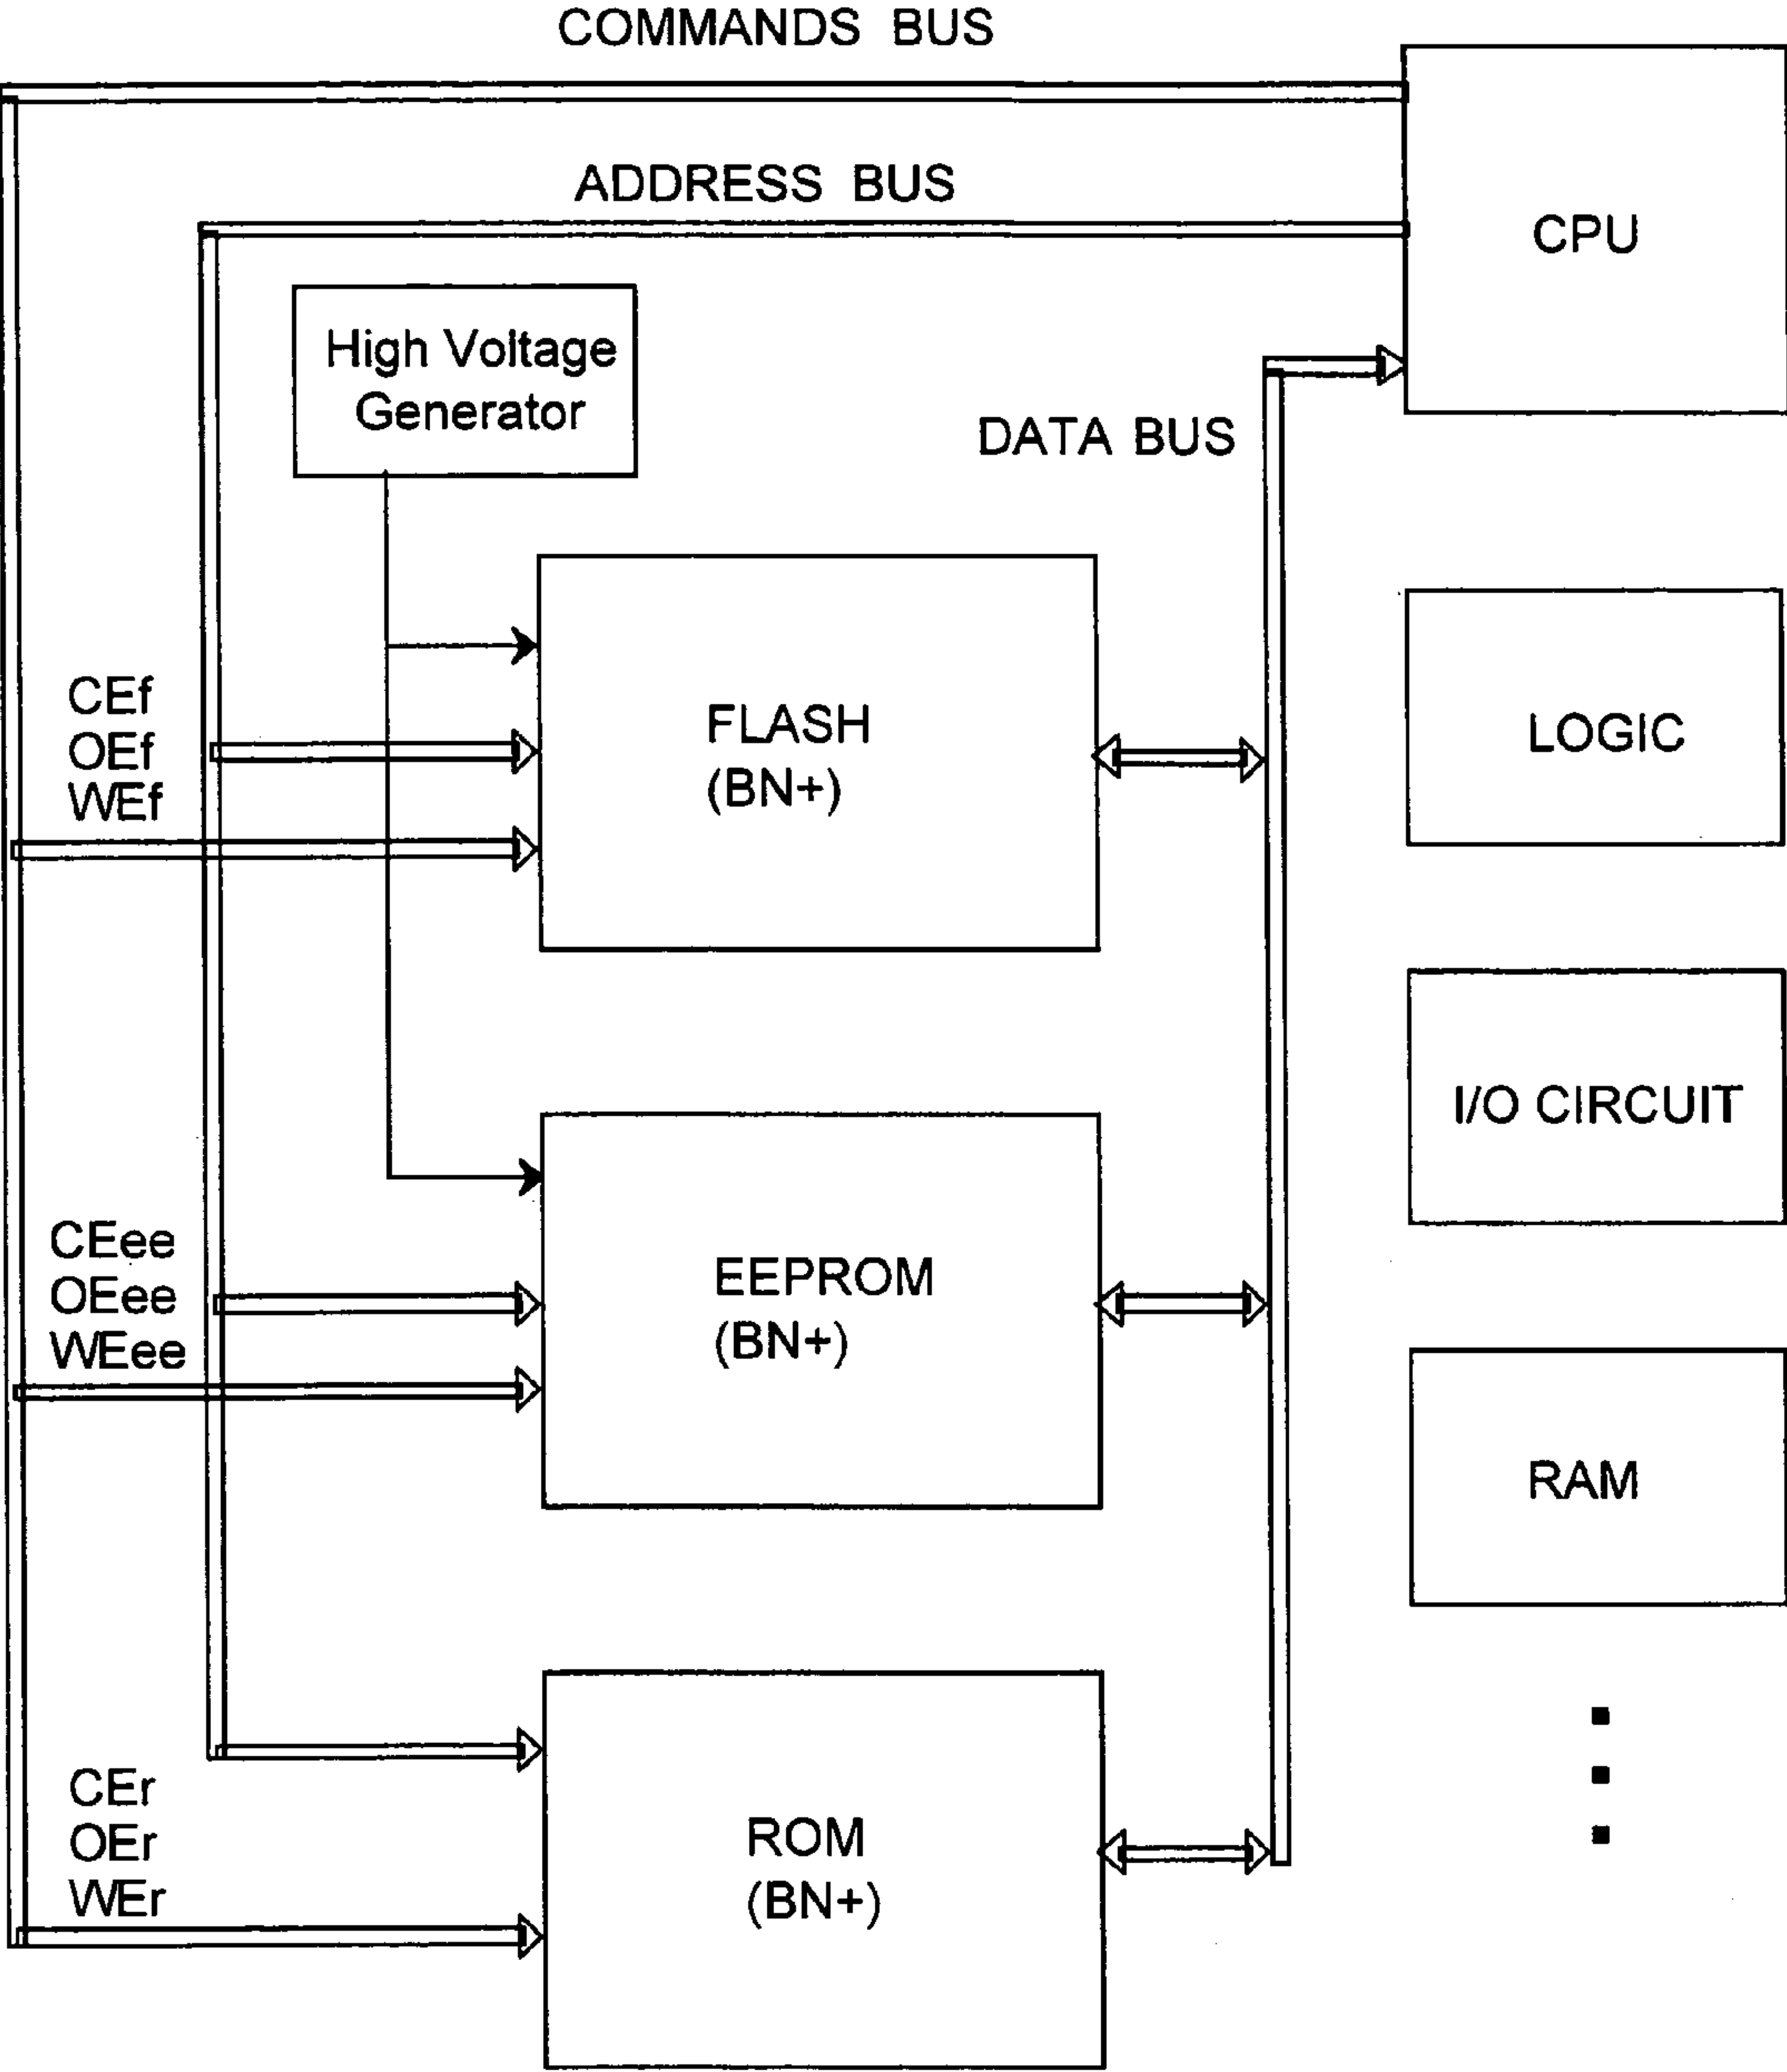 COMMANDS BUS
ADDRESS BUS
CPU
High Voltage
Generator
DATA BUS
CEf
OEf
WEf
FLASH
(BN+)
LOGIC
I/O CIRCUIT
CEee
OEee
WEee
EEPROM
(BN+)
RAM
CEr
OEr
WEr
ROM
(BN+)